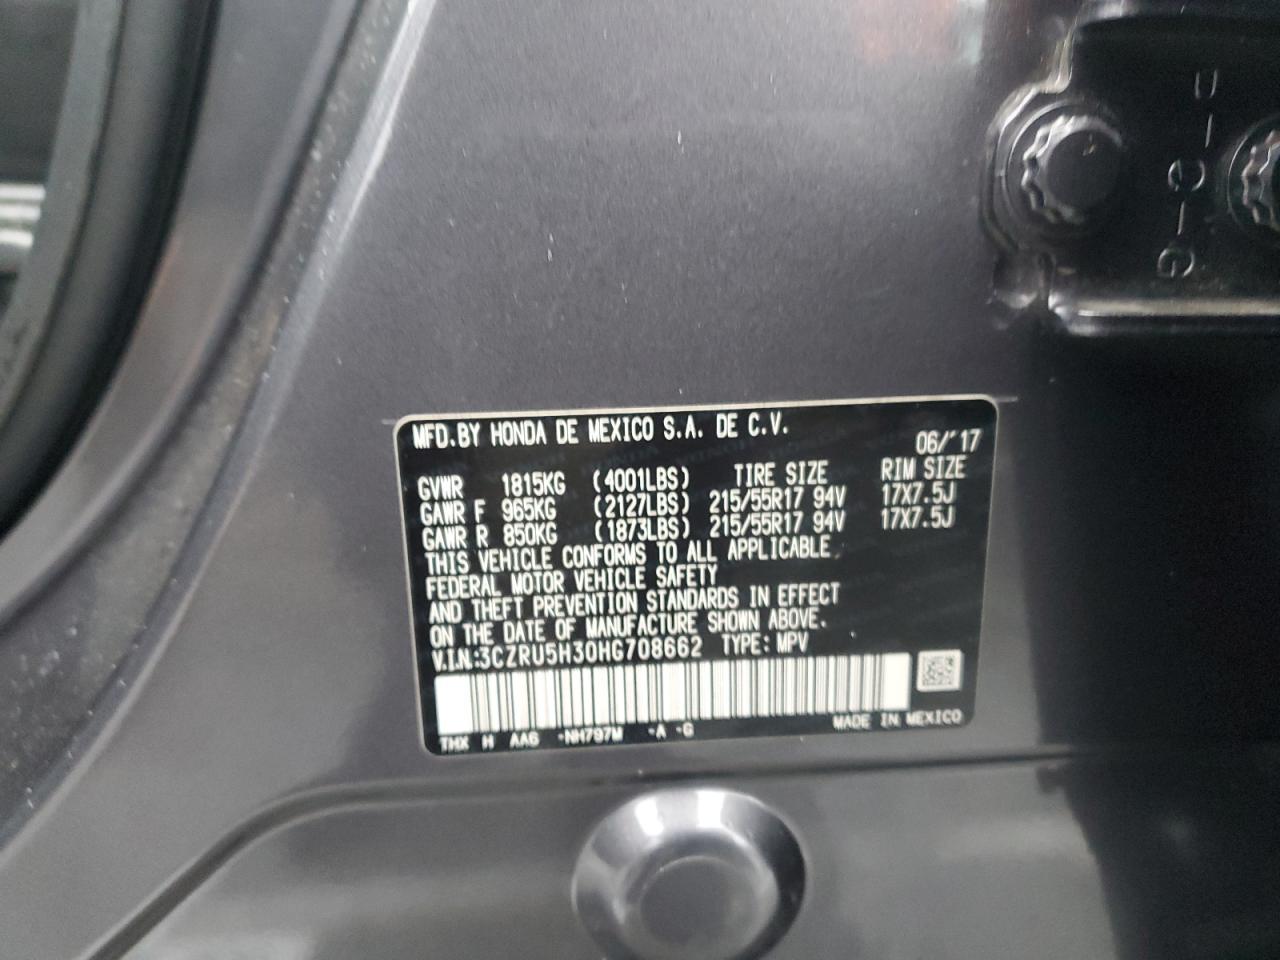 MFD.BY HONDA DE MEXICO S.A. DE C.V.
06/'17
GVWR 1815KG (4001LBS) TIRE SIZE RIM SIZE
GAWR F 965KG (2127LBS) 215/55R17 94V 17X7.5J
GAWR R 850KG (1873LBS) 215/55R17 94V 17X7.5J
THIS VEHICLE CONFORMS TO ALL APPLICABLE
FEDERAL MOTOR VEHICLE SAFETY
AND THEFT PREVENTION STANDARDS IN EFFECT
ON THE DATE OF MANUFACTURE SHOWN ABOVE.
V.I.N:3CZRU5H30HG708662 TYPE: MPV
THX H AA6 -NH797M -A -G
MADE IN MEXICO